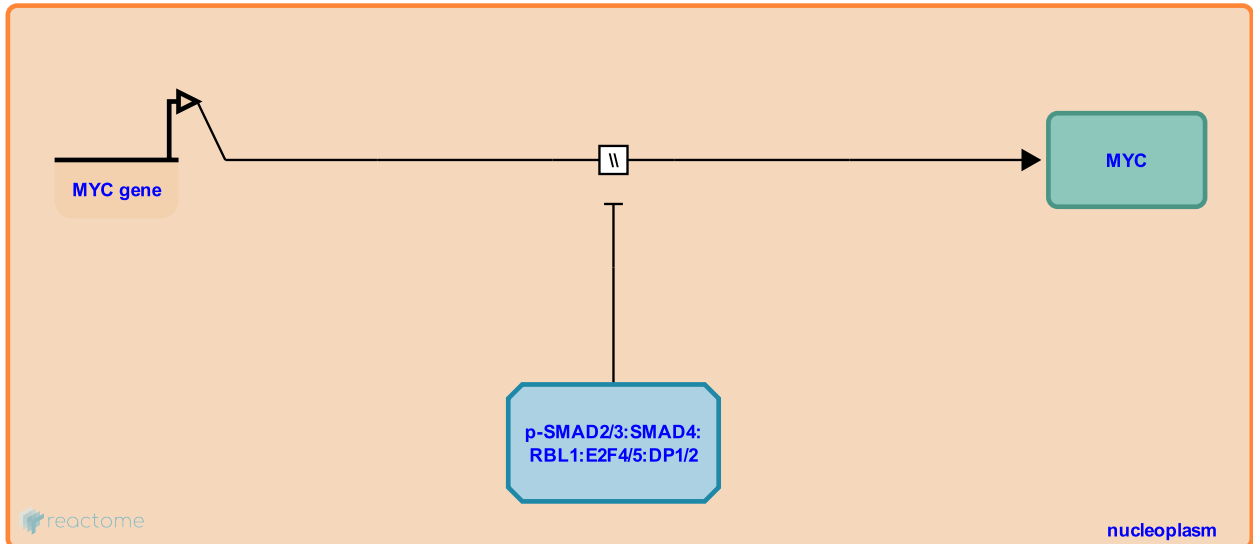 MYC gene
\\
MYC
p-SMAD2/3:SMAD4:
RBL1:E2F4/5:DP1/2
reactome
nucleoplasm